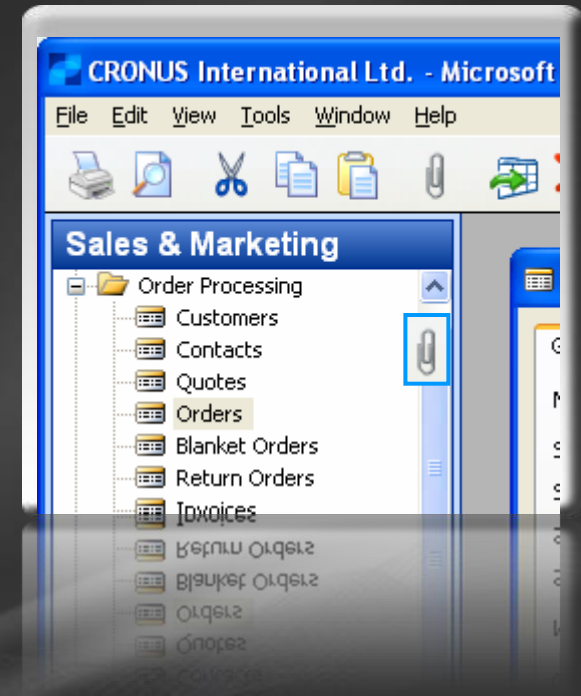 CRONUS International Ltd. - Microsoft
File Edit View Tools Window Help
Sales & Marketing
Order Processing
Customers
Contacts
Quotes
Orders
Blanket Orders
Return Orders